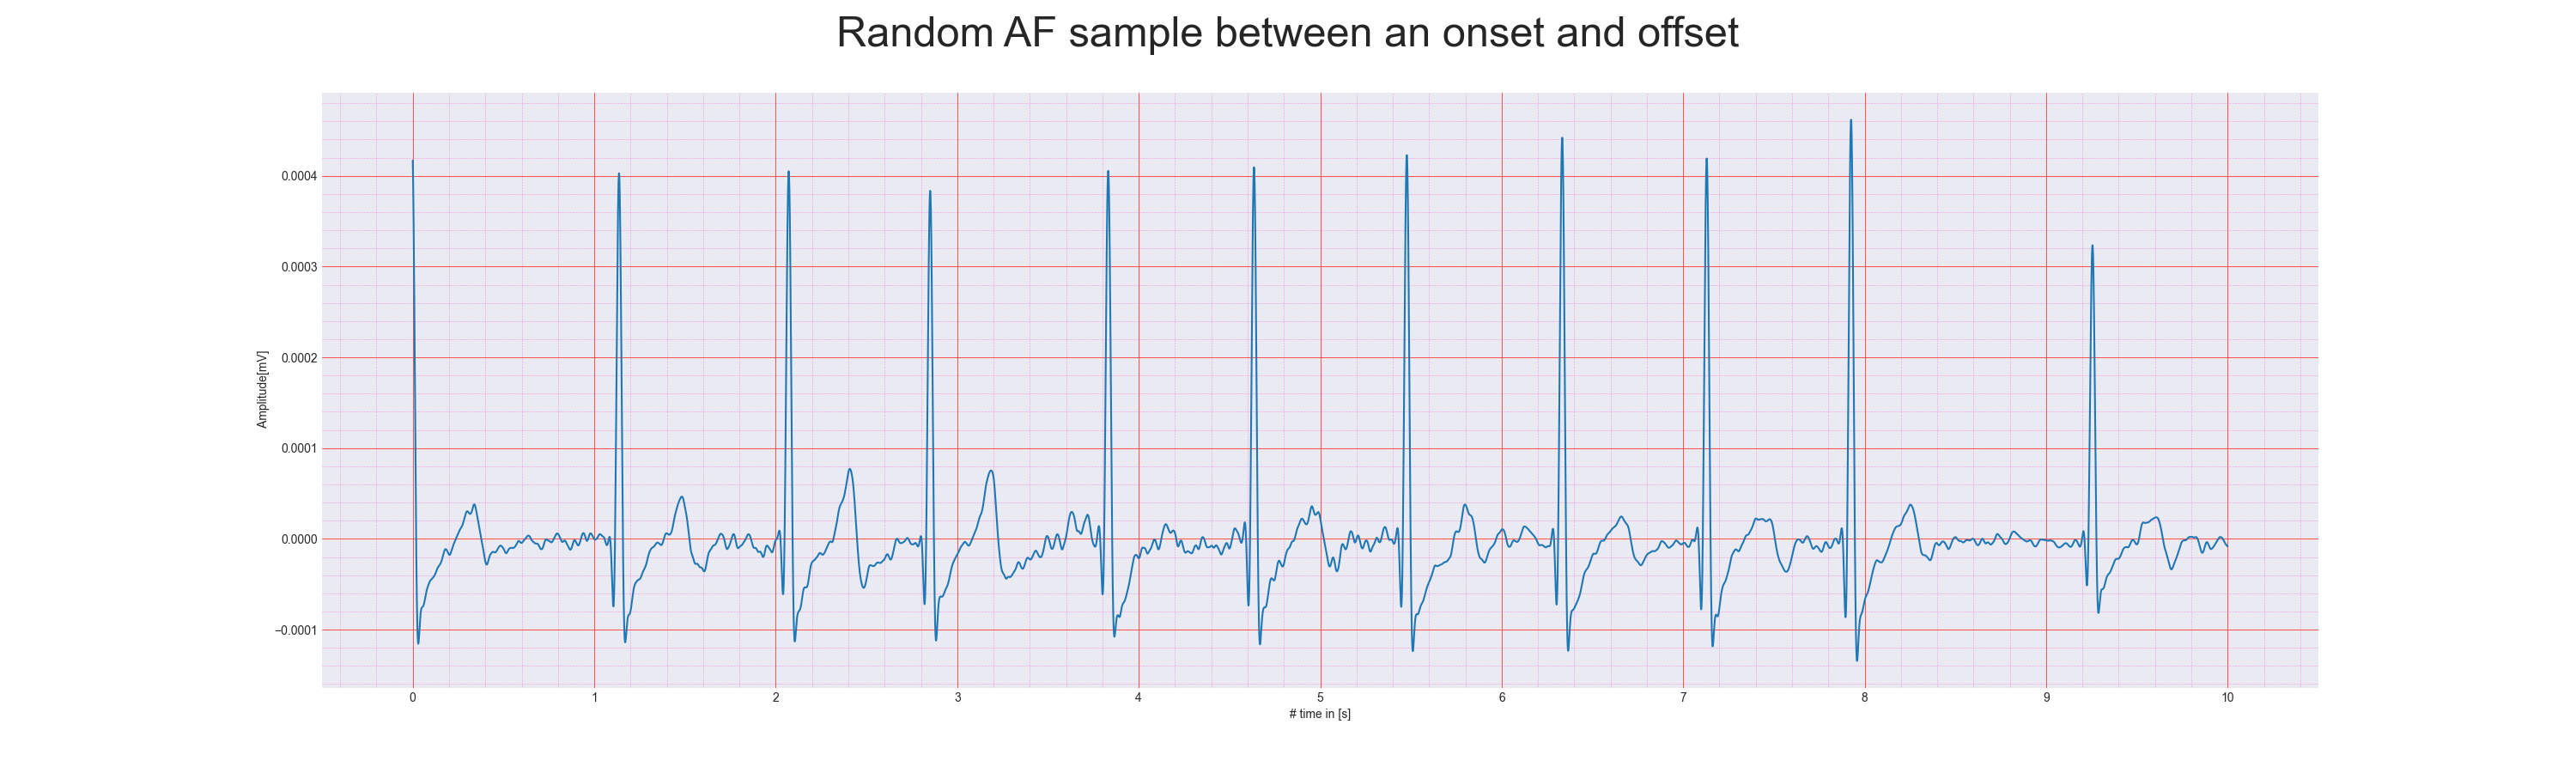 Random AF sample between an onset and offset
0.0004
0.0003
0.0002
0.0001
0.0000
−0.0001
Amplitude[mV]
0 1 2 3 4 5 6 7 8 9 10
# time in [s]